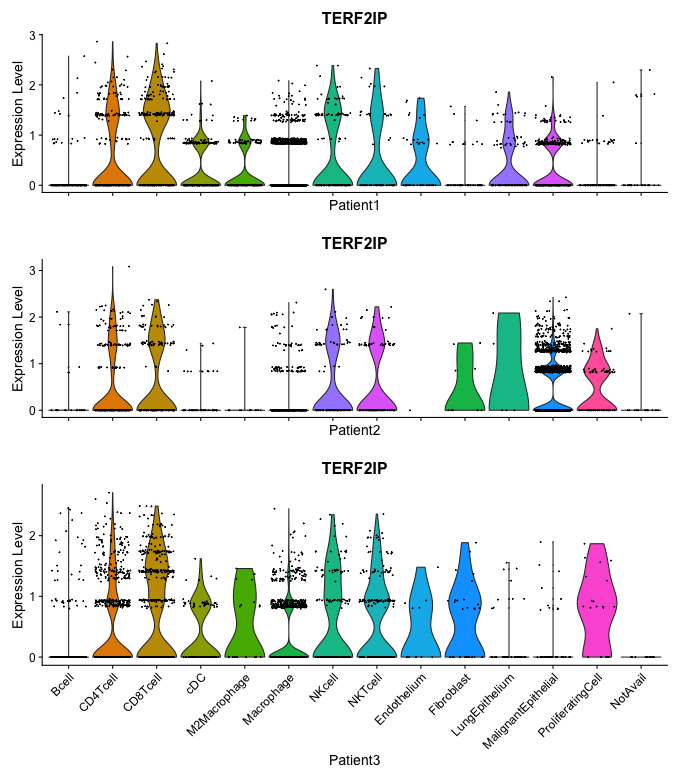 TERF2IP
Expression Level
3
2
1
0
Patient1
TERF2IP
Expression Level
3
2
1
0
Patient2
TERF2IP
Expression Level
2
1
0
Bcell
CD4Tcell
CD8Tcell
cDC
M2Macrophage
Macrophage
NKcell
NKTcell
Endothelium
Fibroblast
LungEpithelium
MalignantEpithelial
ProliferatingCell
NotAvail
Patient3